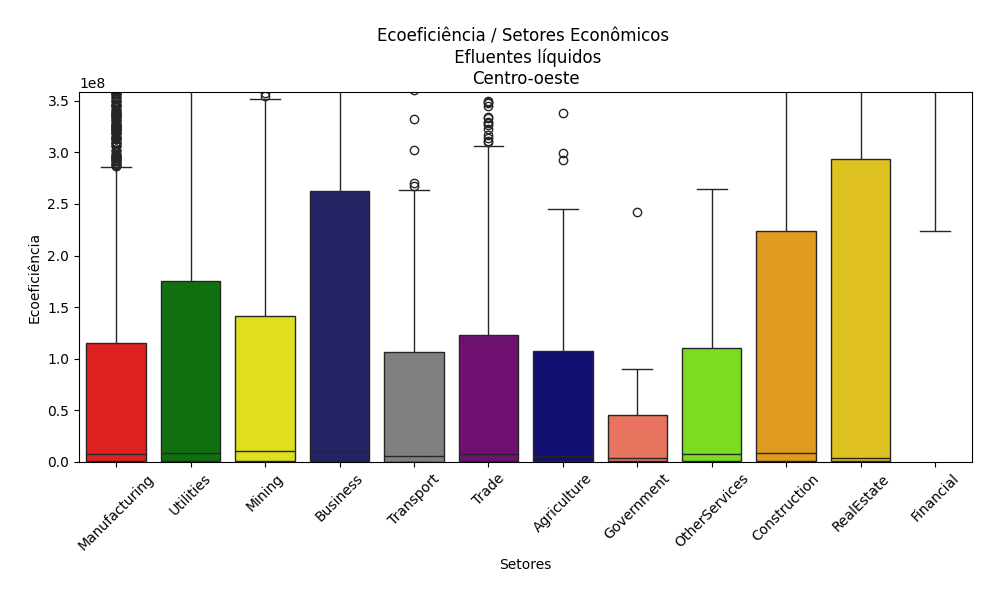 Ecoeficiência / Setores Econômicos
Efluentes líquidos
Centro-oeste
1e8
3.5
3.0
2.5
2.0
1.5
1.0
0.5
0.0
Ecoeficiência
Manufacturing
Utilities
Mining
Business
Transport
Trade
Agriculture
Government
OtherServices
Construction
RealEstate
Financial
Setores